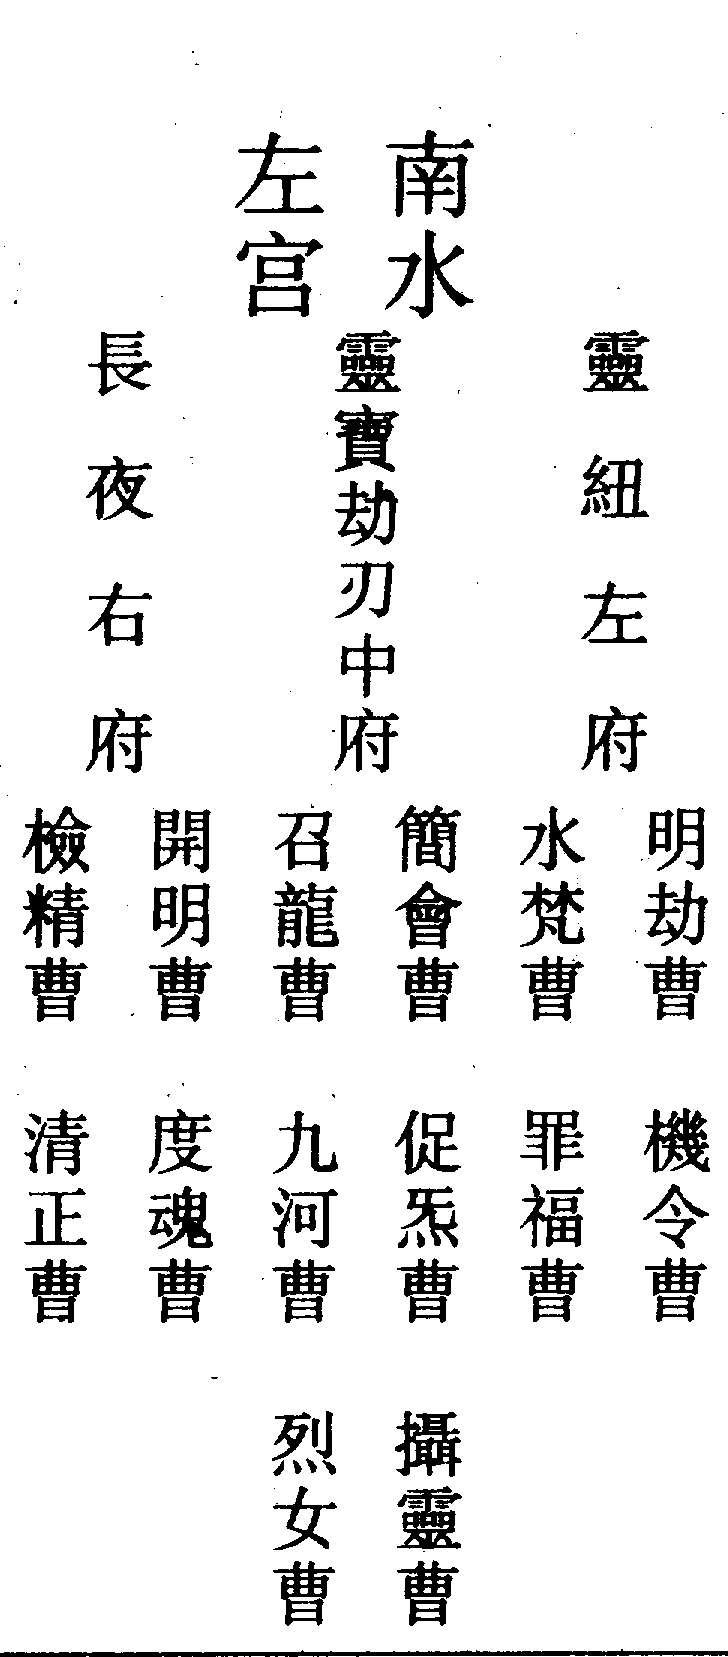 南水
左宫
靈紐左府
靈寶劫刃中府
長夜右府
明劫曹
水梵曹
簡會曹
召龍曹
開明曹
檢精曹
機令曹
罪福曹
促炁曹
九河曹
度魂曹
清正曹
攝靈曹
烈女曹